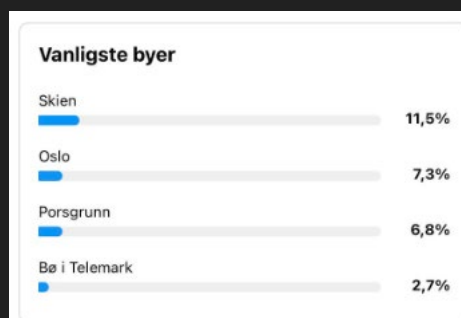 Vanligste byer
Skien
11,5%
Oslo
7,3%
Porsgrunn
6,8%
Bø i Telemark
2,7%